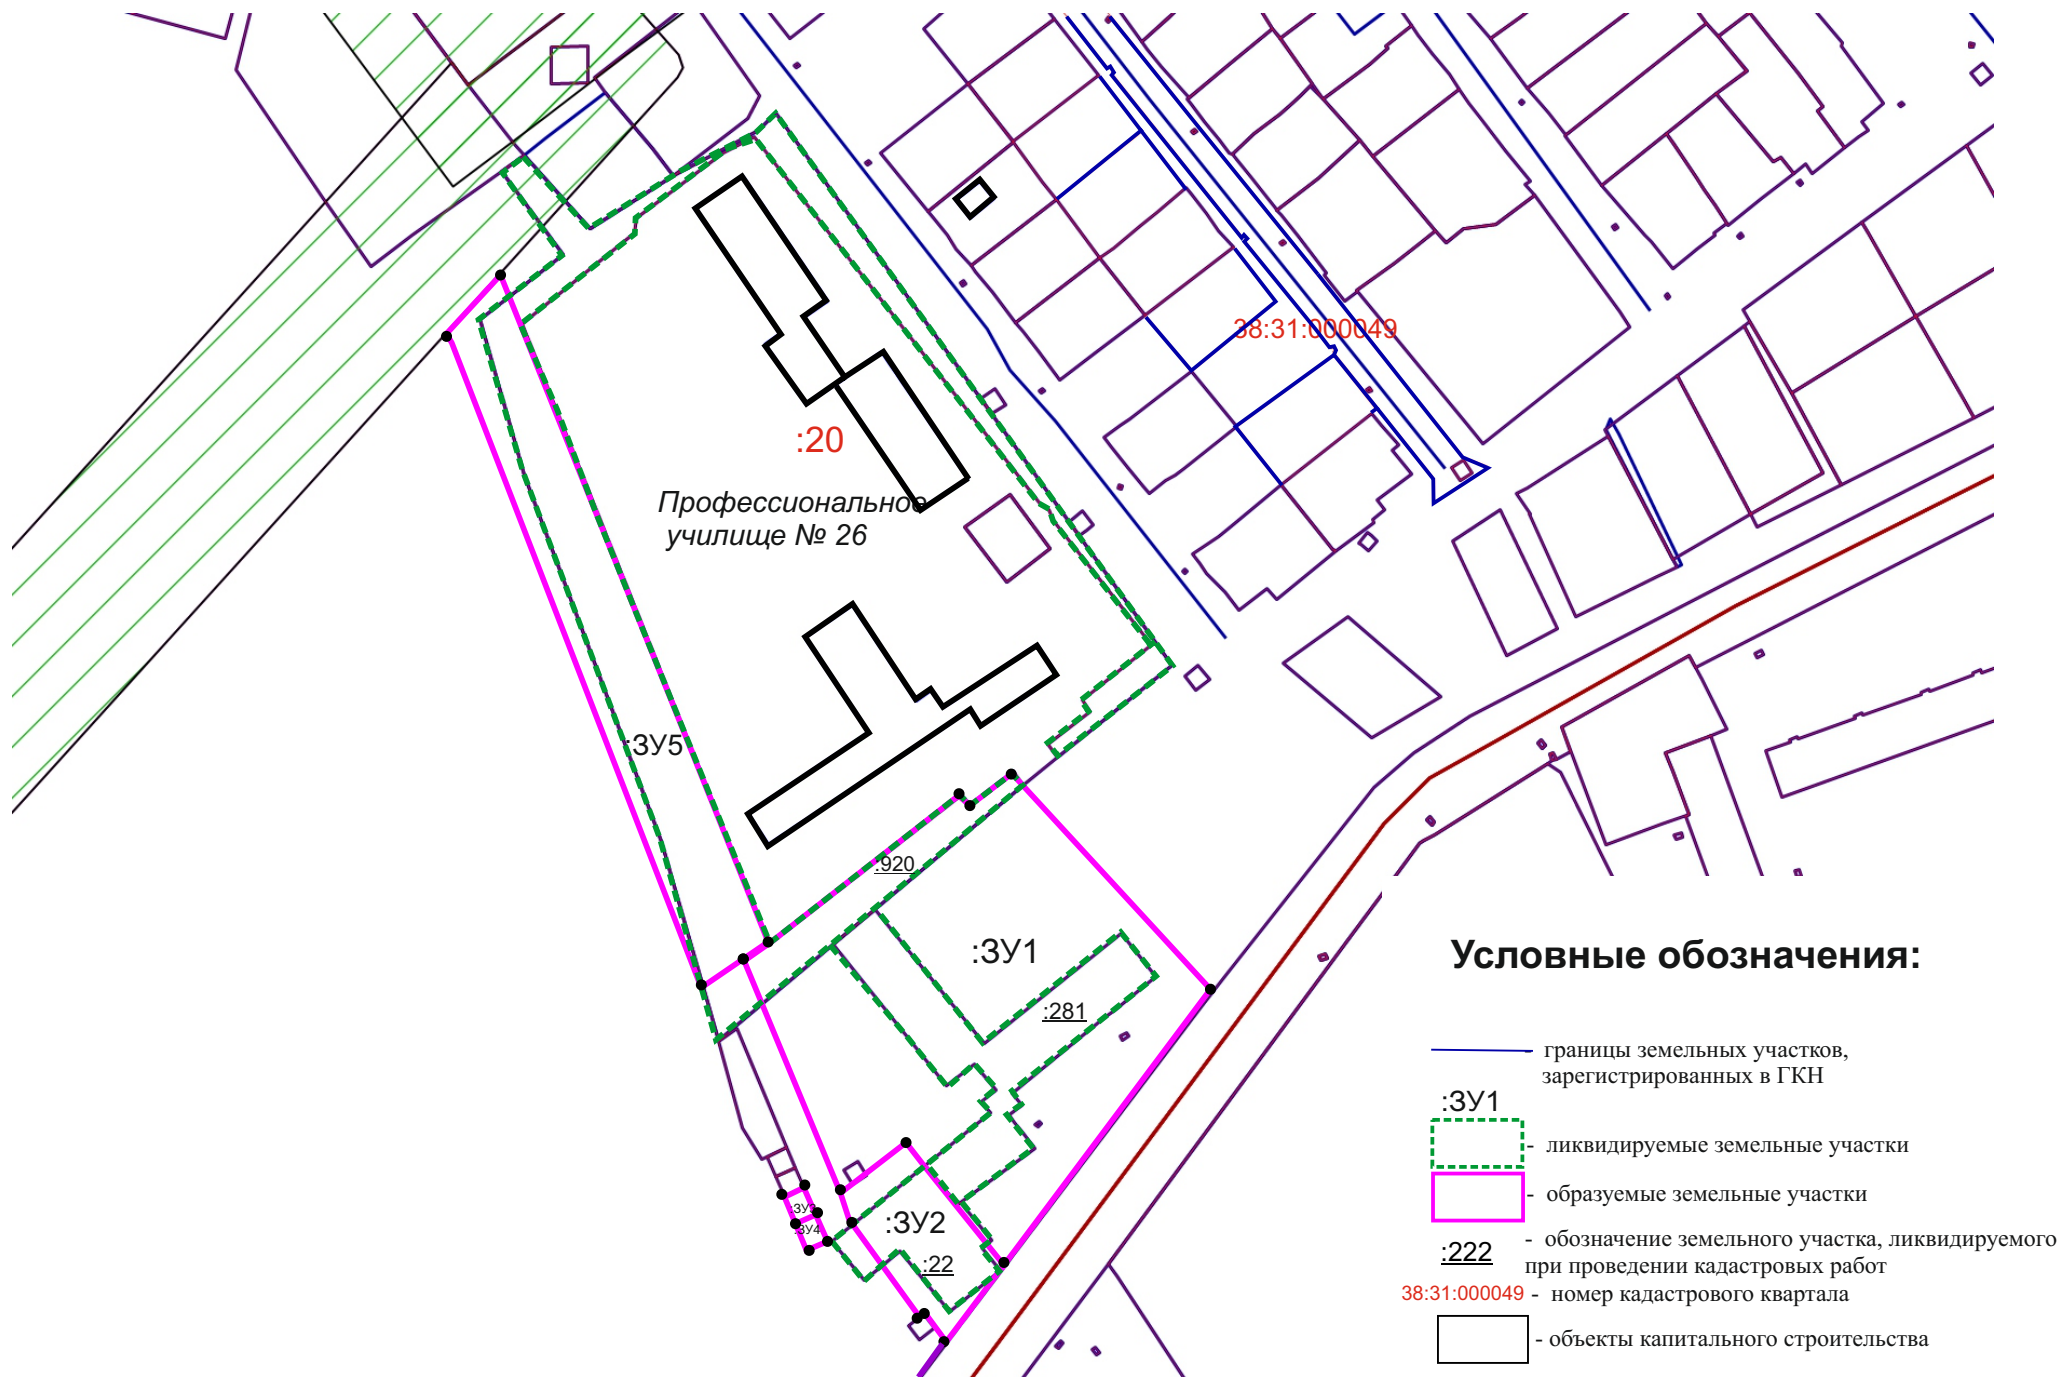 38:31:000049
:20
Профессиональное
училище № 26
:ЗУ5
:920
:ЗУ1
:281
:ЗУ3
:ЗУ4
:ЗУ2
:22
Условные обозначения:
- границы земельных участков,
зарегистрированных в ГКН
:ЗУ1
- ликвидируемые земельные участки
- образуемые земельные участки
:222 - обозначение земельного участка, ликвидируемого
при проведении кадастровых работ
38:31:000049 - номер кадастрового квартала
- объекты капитального строительства